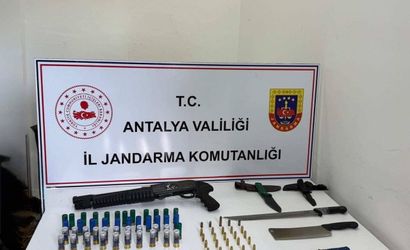 T.C.
ANTALYA VALİLİĞİ
İL JANDARMA KOMUTANLIĞI